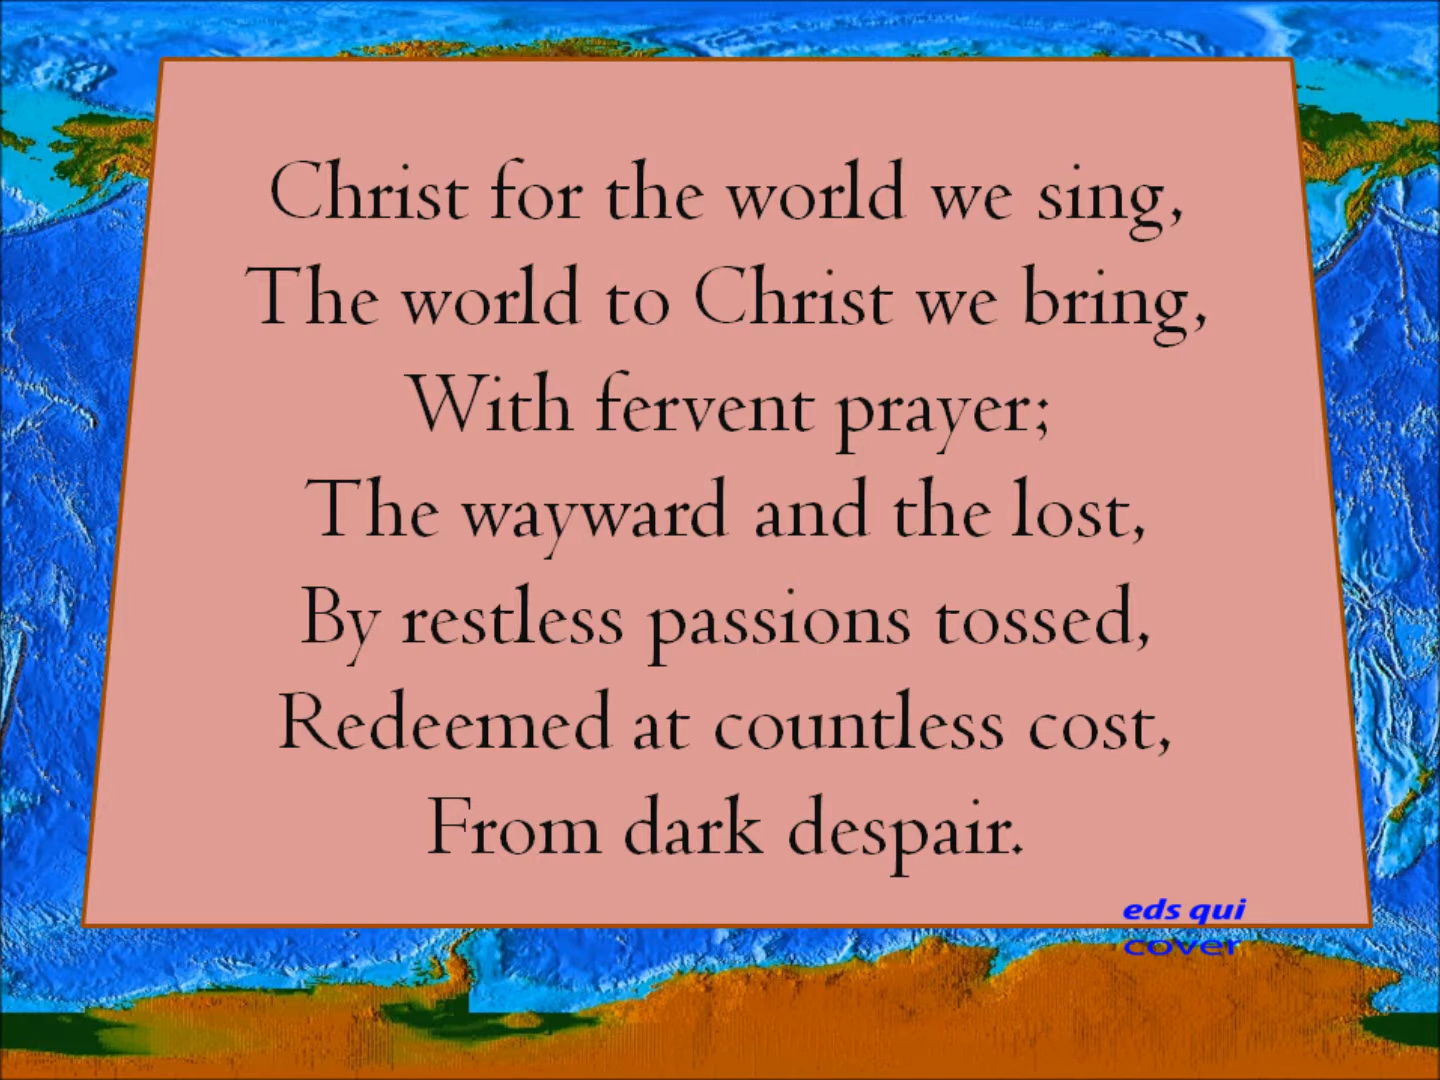 Christ for the world we sing,
The world to Christ we bring,
With fervent prayer;
The wayward and the lost,
By restless passions tossed,
Redeemed at countless cost,
From dark despair.
eds qui
cover